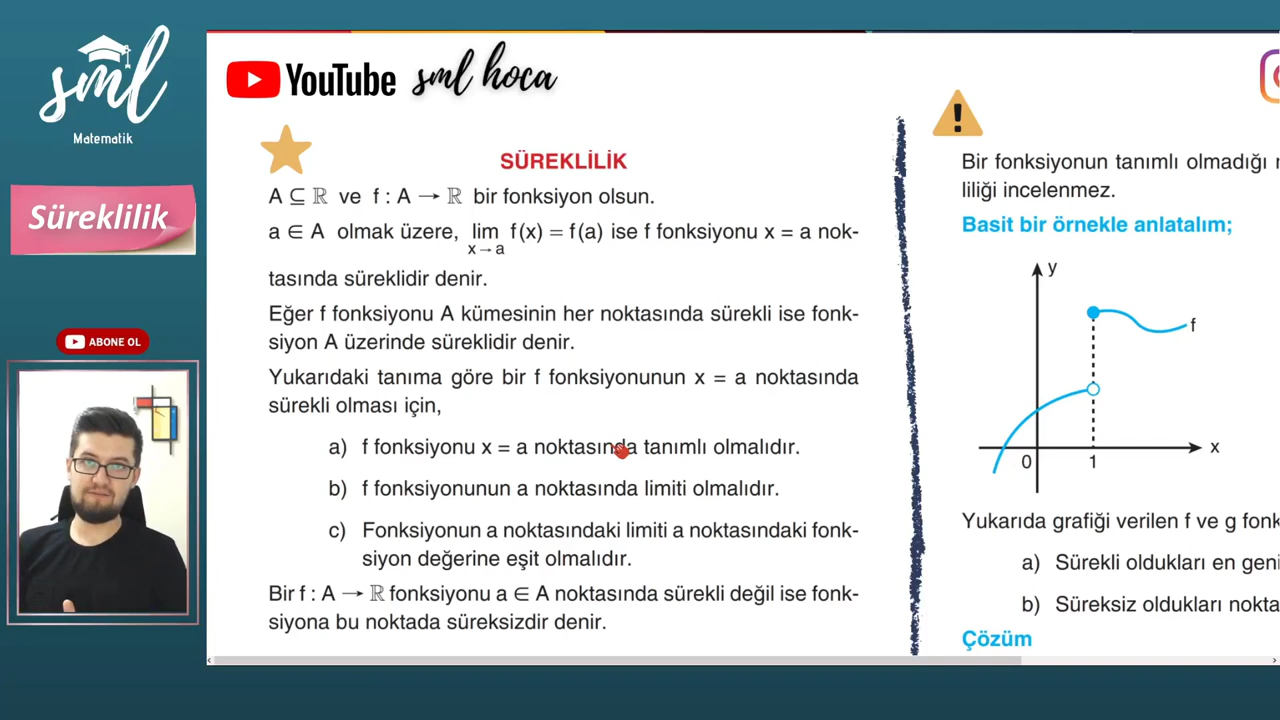 sml
Matematik
Süreklilik
ABONE OL
YouTube sml hoca
SÜREKLİLİK
A ⊆ ℝ ve f : A → ℝ bir fonksiyon olsun.
a ∈ A olmak üzere, lim f(x) = f(a) ise f fonksiyonu x = a nok-
x→a
tasında süreklidir denir.
Eğer f fonksiyonu A kümesinin her noktasında sürekli ise fonk-
siyon A üzerinde süreklidir denir.
Yukarıdaki tanıma göre bir f fonksiyonunun x = a noktasında
sürekli olması için,
a) f fonksiyonu x = a noktasında tanımlı olmalıdır.
b) f fonksiyonunun a noktasında limiti olmalıdır.
c) Fonksiyonun a noktasındaki limiti a noktasındaki fonk-
siyon değerine eşit olmalıdır.
Bir f : A → ℝ fonksiyonu a ∈ A noktasında sürekli değil ise fonk-
siyona bu noktada süreksizdir denir.
!
Bir fonksiyonun tanımlı olmadığı
liliği incelenmez.
Basit bir örnekle anlatalım;
y
f
x
0
1
Yukarıda grafiği verilen f ve g fonk
a) Sürekli oldukları en geni
b) Süreksiz oldukları nokta
Çözüm